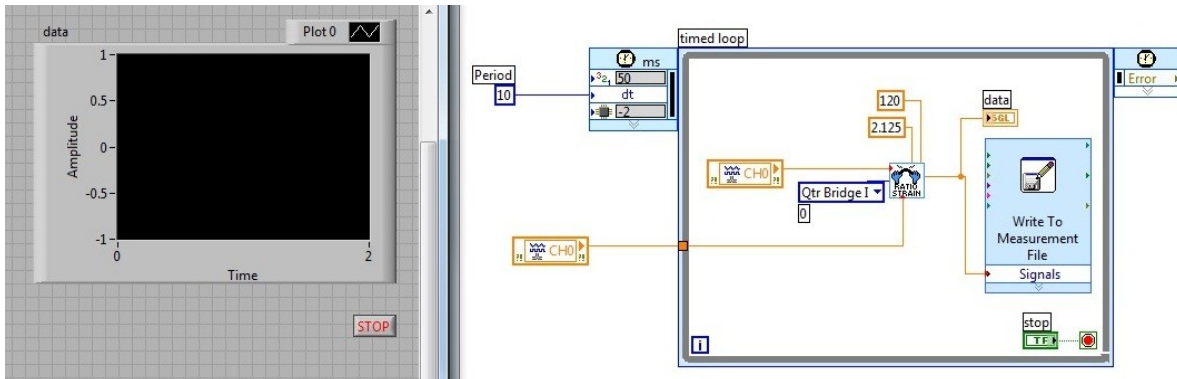 data
Plot 0
1
0.5
0
-0.5
-1
Amplitude
0
2
Time
STOP
timed loop
ms
50
Period
10
dt
-2
Error
120
2.125
data
SGL
CH0
Qtr Bridge I
0
RATIO
STRAIN
Write To
Measurement
File
Signals
CH0
stop
TF
i